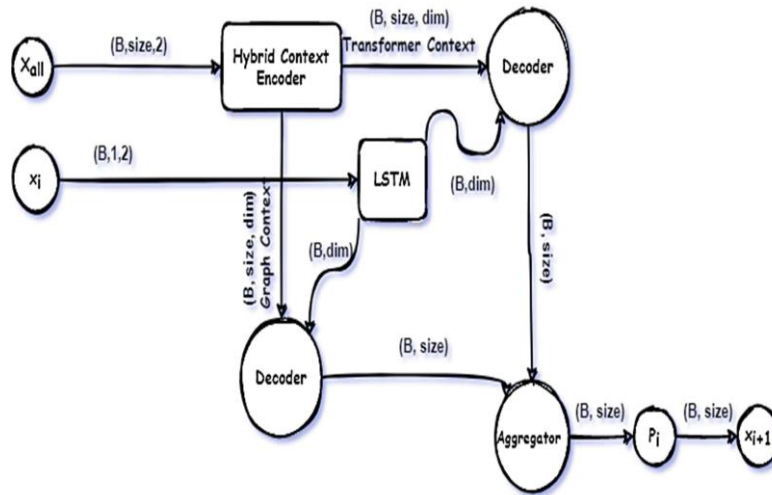 X_all
(B,size,2)
Hybrid Context
Encoder
(B, size, dim)
Transformer Context
Decoder
x_i
(B,1,2)
LSTM
(B,dim)
(B, size, dim)
Graph Context
(B,dim)
(B, size)
Decoder
(B, size)
Aggregator
(B, size)
P_i
(B, size)
x_i+1